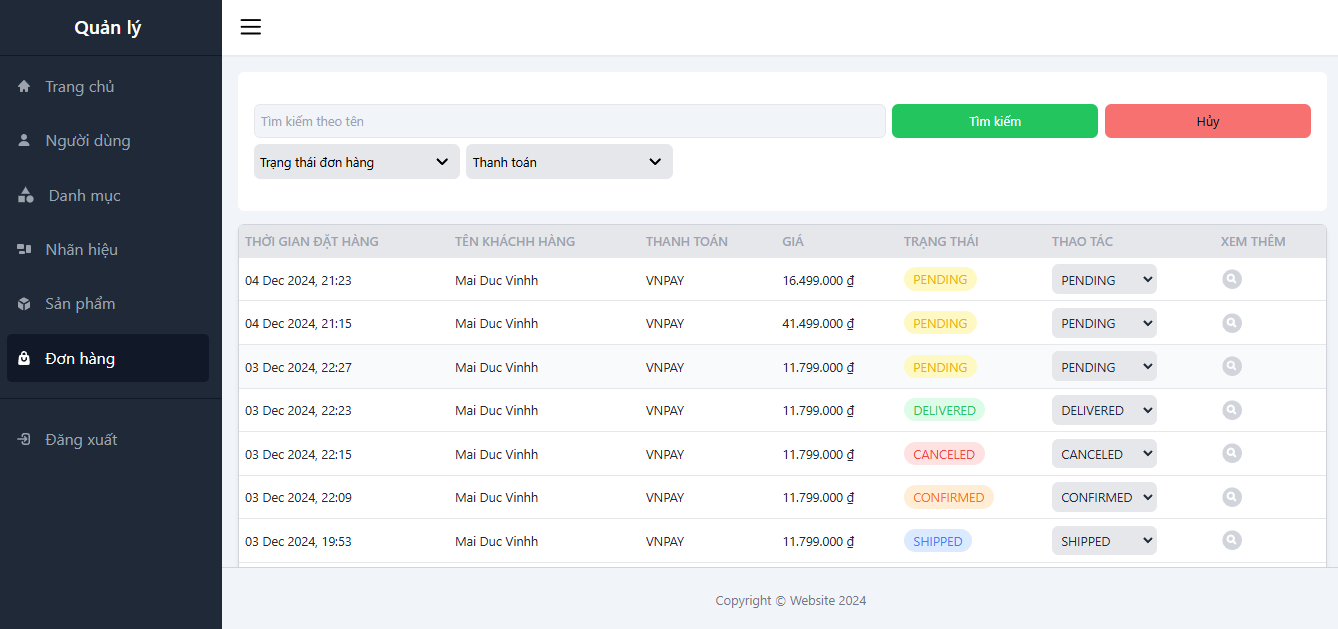 Quản lý
Trang chủ
Người dùng
Danh mục
Nhãn hiệu
Sản phẩm
Đơn hàng
Đăng xuất
Tìm kiếm theo tên
Tìm kiếm
Hủy
Trạng thái đơn hàng
Thanh toán
THỜI GIAN ĐẶT HÀNG TÊN KHÁCHH HÀNG THANH TOÁN GIÁ TRẠNG THÁI THAO TÁC XEM THÊM
04 Dec 2024, 21:23 Mai Duc Vinhh VNPAY 16.499.000 ₫ PENDING PENDING
04 Dec 2024, 21:15 Mai Duc Vinhh VNPAY 41.499.000 ₫ PENDING PENDING
03 Dec 2024, 22:27 Mai Duc Vinhh VNPAY 11.799.000 ₫ PENDING PENDING
03 Dec 2024, 22:23 Mai Duc Vinhh VNPAY 11.799.000 ₫ DELIVERED DELIVERED
03 Dec 2024, 22:15 Mai Duc Vinhh VNPAY 11.799.000 ₫ CANCELED CANCELED
03 Dec 2024, 22:09 Mai Duc Vinhh VNPAY 11.799.000 ₫ CONFIRMED CONFIRMED
03 Dec 2024, 19:53 Mai Duc Vinhh VNPAY 11.799.000 ₫ SHIPPED SHIPPED
Copyright © Website 2024